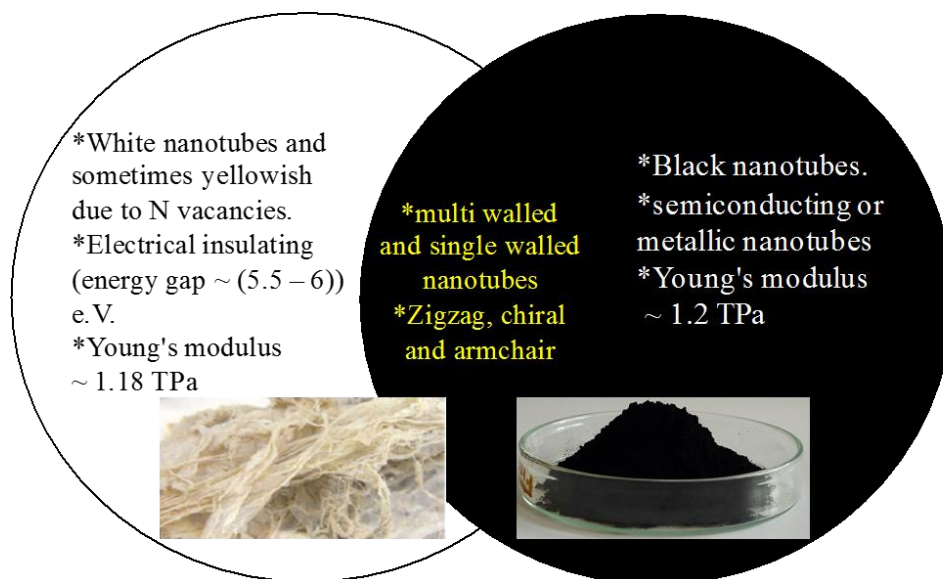 *White nanotubes and
sometimes yellowish
due to N vacancies.
*Electrical insulating
(energy gap ~ (5.5 – 6))
e.V.
*Young's modulus
~ 1.18 TPa
*multi walled
and single walled
nanotubes
*Zigzag, chiral
and armchair
*Black nanotubes.
*semiconducting or
metallic nanotubes
*Young's modulus
~ 1.2 TPa